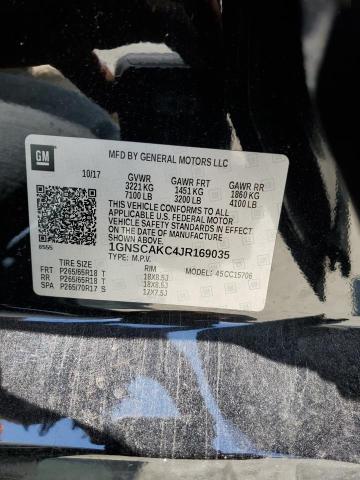 GM
MFD BY GENERAL MOTORS LLC
10/17 GVWR GAWR FRT GAWR RR
3221 KG 1451 KG 1860 KG
7100 LB 3200 LB 4100 LB
THIS VEHICLE CONFORMS TO ALL
APPLICABLE U.S. FEDERAL MOTOR
VEHICLE SAFETY STANDARDS IN EFFECT
ON THE DATE OF MANUFACTURE
SHOWN ABOVE.
1GNSCAKC4JR169035
TYPE: M.P.V. MODEL: 45CC15706
TIRE SIZE RIM
FRT P265/65R18 T 18X8.5J
RR P265/65R18 T 18X8.5J
SPA P265/70R17 S 17X7.5J